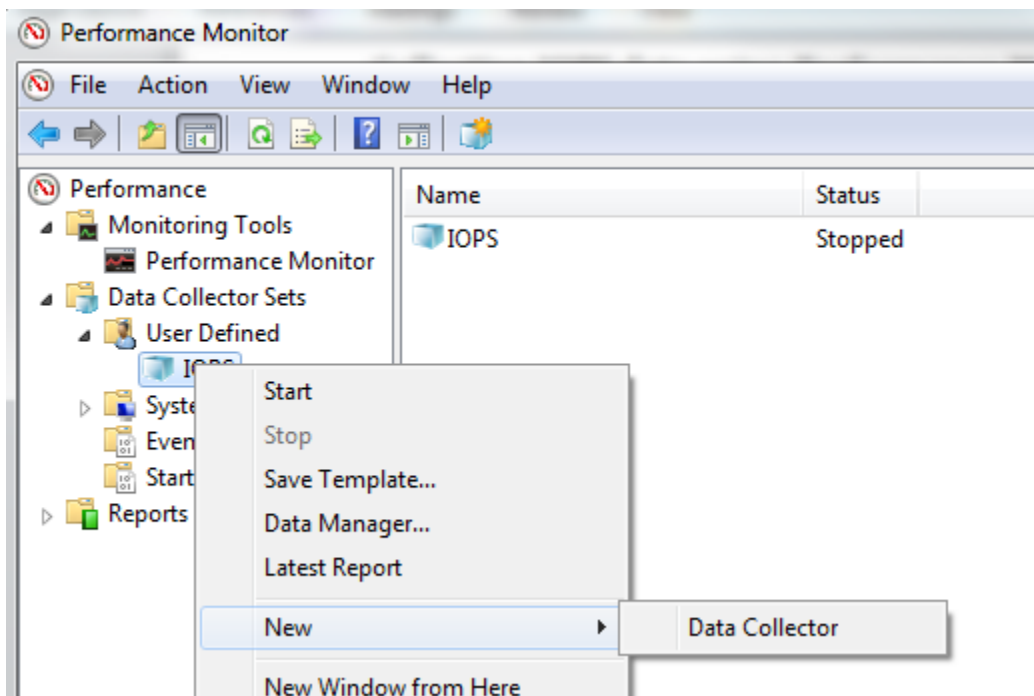 Performance Monitor
File Action View Window Help
Performance
Monitoring Tools
Performance Monitor
Data Collector Sets
User Defined
Reports
Name Status
IOPS Stopped
Start
Stop
Save Template...
Data Manager...
Latest Report
New
Data Collector
New Window from Here